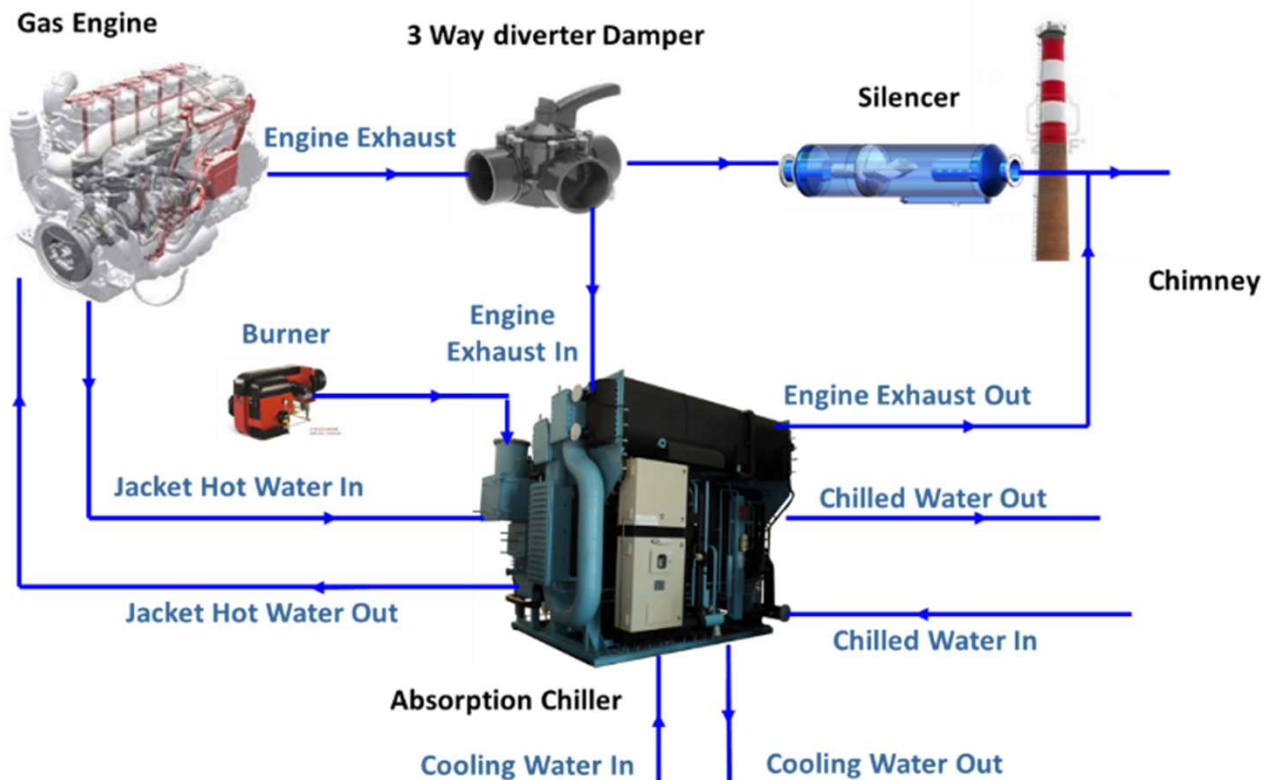 Gas Engine
3 Way diverter Damper
Silencer
Engine Exhaust
Chimney
Burner
Engine
Exhaust In
Engine Exhaust Out
Jacket Hot Water In
Chilled Water Out
Jacket Hot Water Out
Chilled Water In
Absorption Chiller
Cooling Water In
Cooling Water Out